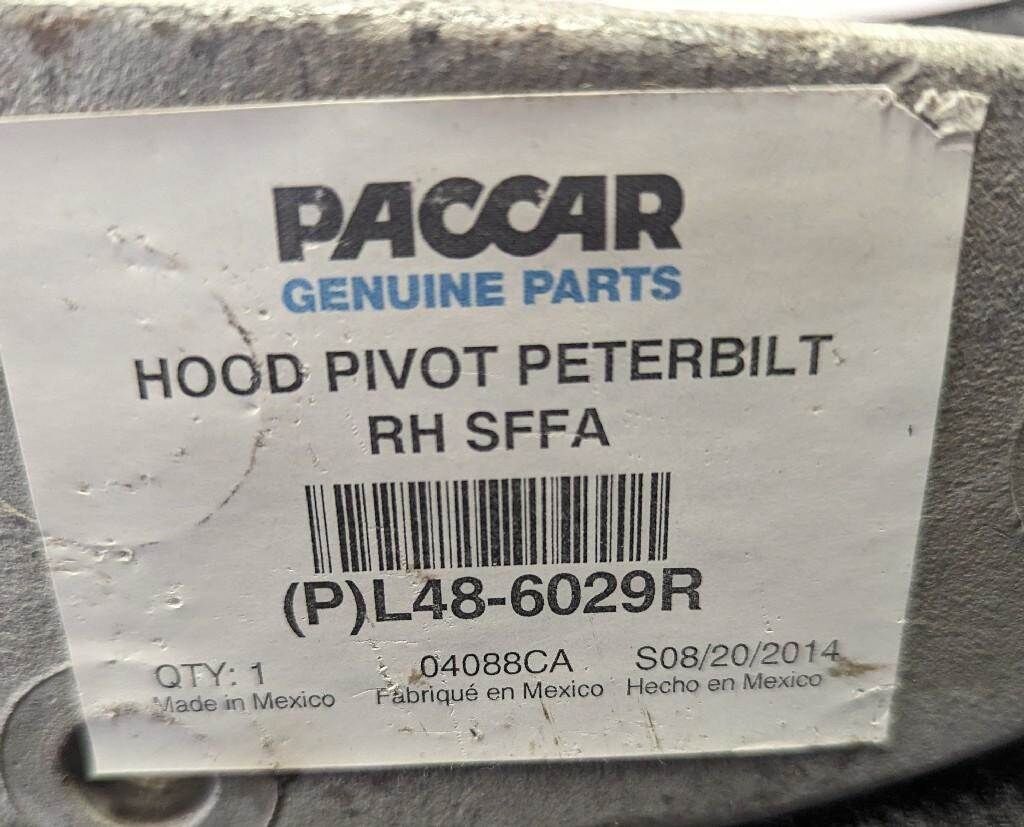 PACCAR
GENUINE PARTS
HOOD PIVOT PETERBILT
RH SFFA
(P)L48-6029R
QTY: 1 04088CA S08/20/2014
Made in Mexico Fabriqué en Mexico Hecho en Mexico